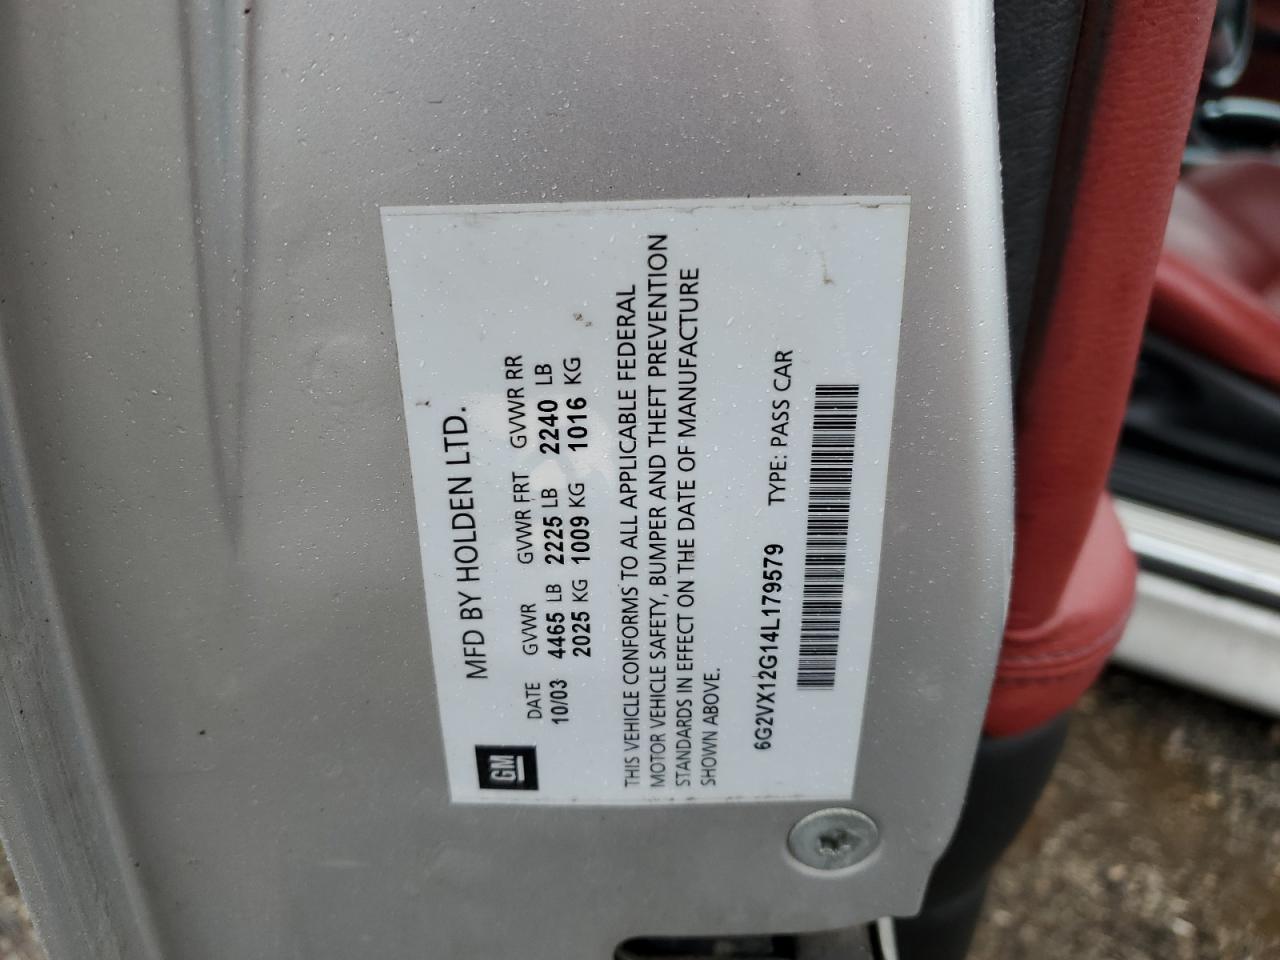 GM
MFD BY HOLDEN LTD.
DATE GVWR GVWR FRT GVWR RR
10/03 4465 LB 2225 LB 2240 LB
2025 KG 1009 KG 1016 KG
THIS VEHICLE CONFORMS TO ALL APPLICABLE FEDERAL
MOTOR VEHICLE SAFETY, BUMPER AND THEFT PREVENTION
STANDARDS IN EFFECT ON THE DATE OF MANUFACTURE
SHOWN ABOVE.
6G2VX12G14L179579 TYPE: PASS CAR